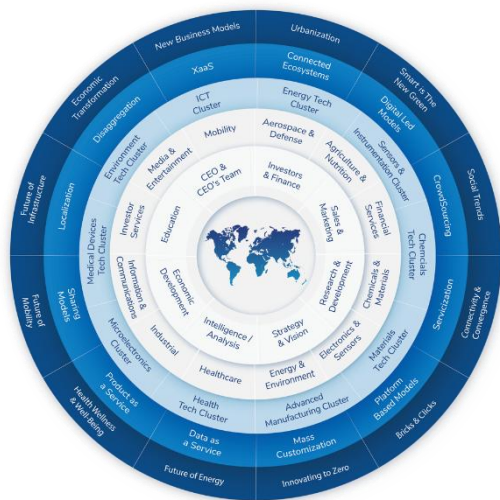 New Business Models
Urbanization
Smart is The
New Green
Social Trends
Connectivity &
Convergence
Bricks & Clicks
Innovating to Zero
Future of Energy
Health Wellness
& Well Being
Future of
Mobility
Future of
Infrastructure
Economic
Transformation
XaaS
Connected
Ecosystems
Digital Led
Models
CrowdSourcing
Servicization
Platform
Based Models
Mass
Customization
Data as
a Service
Product as
a Service
Sharing
Models
Localization
Disaggregation
ICT
Cluster
Energy Tech
Cluster
Sensors &
Instrumentation Cluster
Chemcials
Tech Cluster
Materials
Tech Cluster
Advanced
Manufacturing Cluster
Health
Tech Cluster
Microelectronics
Cluster
Medical Devices
Tech Cluster
Environment
Tech Cluster
Mobility
Aerospace &
Defense
Agriculture &
Nutrition
Financial
Services
Chemicals &
Materials
Electronics &
Sensors
Energy &
Environment
Healthcare
Industrial
Information &
Communications
Investor
Services
Media &
Entertainment
CEO &
CEO's Team
Investors
& Finance
Sales &
Marketing
Research &
Development
Strategy
& Vision
Intelligence /
Analysis
Economic
Development
Education